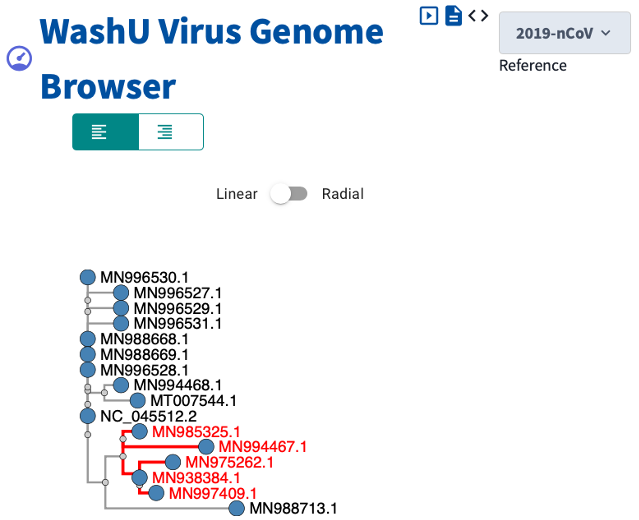 WashU Virus Genome
Browser
2019-nCoV
Reference
Linear
Radial
MN996530.1
MN996527.1
MN996529.1
MN996531.1
MN988668.1
MN988669.1
MN996528.1
MN994468.1
MT007544.1
NC_045512.2
MN985325.1
MN994467.1
MN975262.1
MN938384.1
MN997409.1
MN988713.1